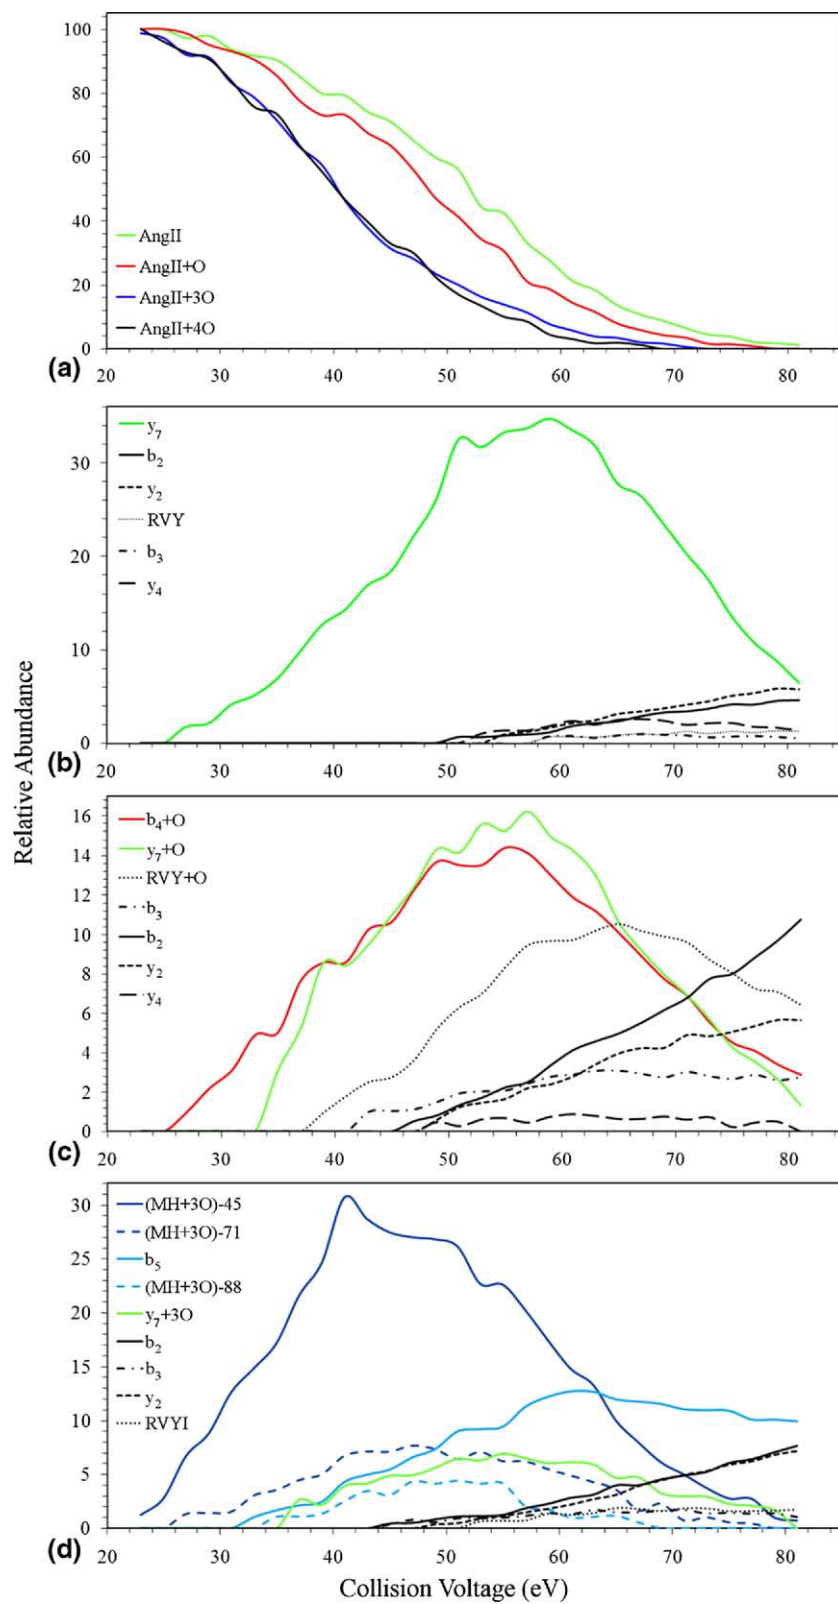 Relative Abundance
100
80
60
40
20
0
AngII
AngII+O
AngII+3O
AngII+4O
(a)
20 30 40 50 60 70 80
30
20
10
0
y7
b2
y2
RVY
b3
y4
(b)
20 30 40 50 60 70 80
16
14
12
10
8
6
4
2
0
b4+O
y7+O
RVY+O
b3
b2
y2
y4
(c)
20 30 40 50 60 70 80
30
25
20
15
10
5
0
(MH+3O)-45
(MH+3O)-71
b5
(MH+3O)-88
y7+3O
b2
b3
y2
RVYI
(d)
20 30 40 50 60 70 80
Collision Voltage (eV)